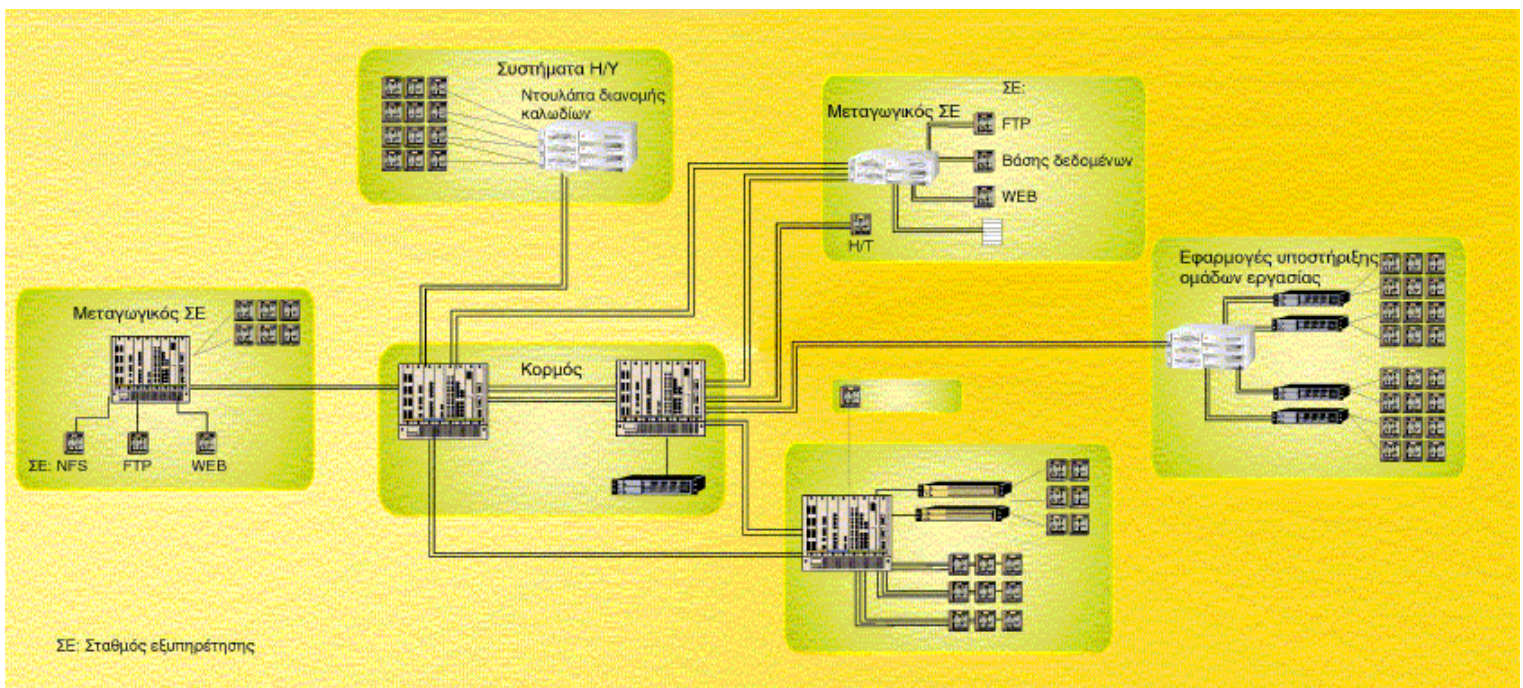 Συστήματα Η/Υ
Ντουλάπα διανομής
καλωδίων
ΣΕ:
Μεταγωγικός ΣΕ
FTP
Βάσης δεδομένων
WEB
Η/Τ
Εφαρμογές υποστήριξης
ομάδων εργασίας
Μεταγωγικός ΣΕ
Κορμός
ΣΕ: NFS
FTP
WEB
ΣΕ: Σταθμός εξυπηρέτησης